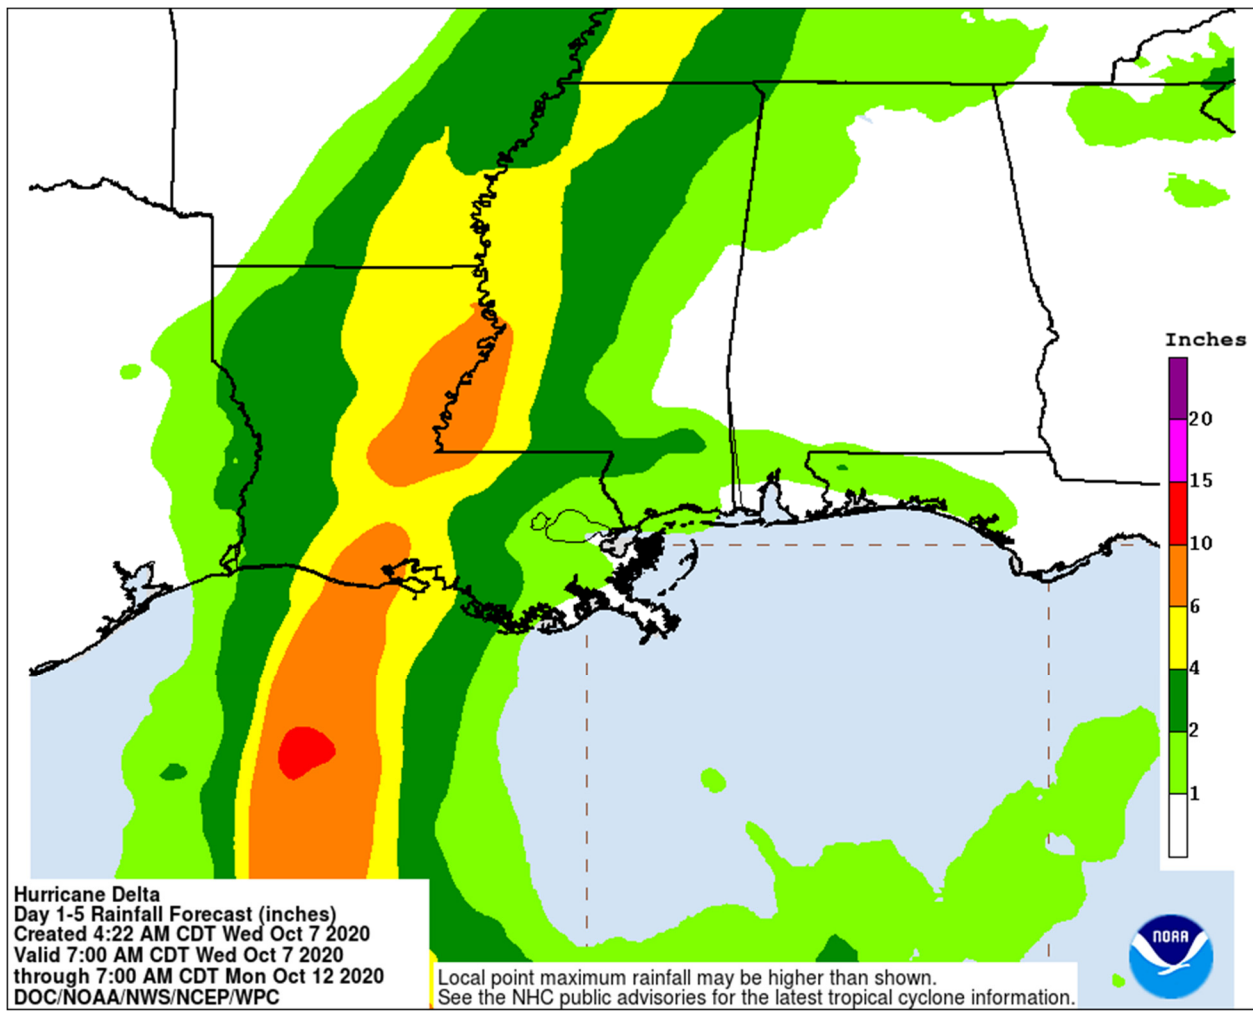 Inches
20
15
10
6
4
2
1
Hurricane Delta
Day 1-5 Rainfall Forecast (inches)
Created 4:22 AM CDT Wed Oct 7 2020
Valid 7:00 AM CDT Wed Oct 7 2020
through 7:00 AM CDT Mon Oct 12 2020
DOC/NOAA/NWS/NCEP/WPC
Local point maximum rainfall may be higher than shown.
See the NHC public advisories for the latest tropical cyclone information.
NOAA